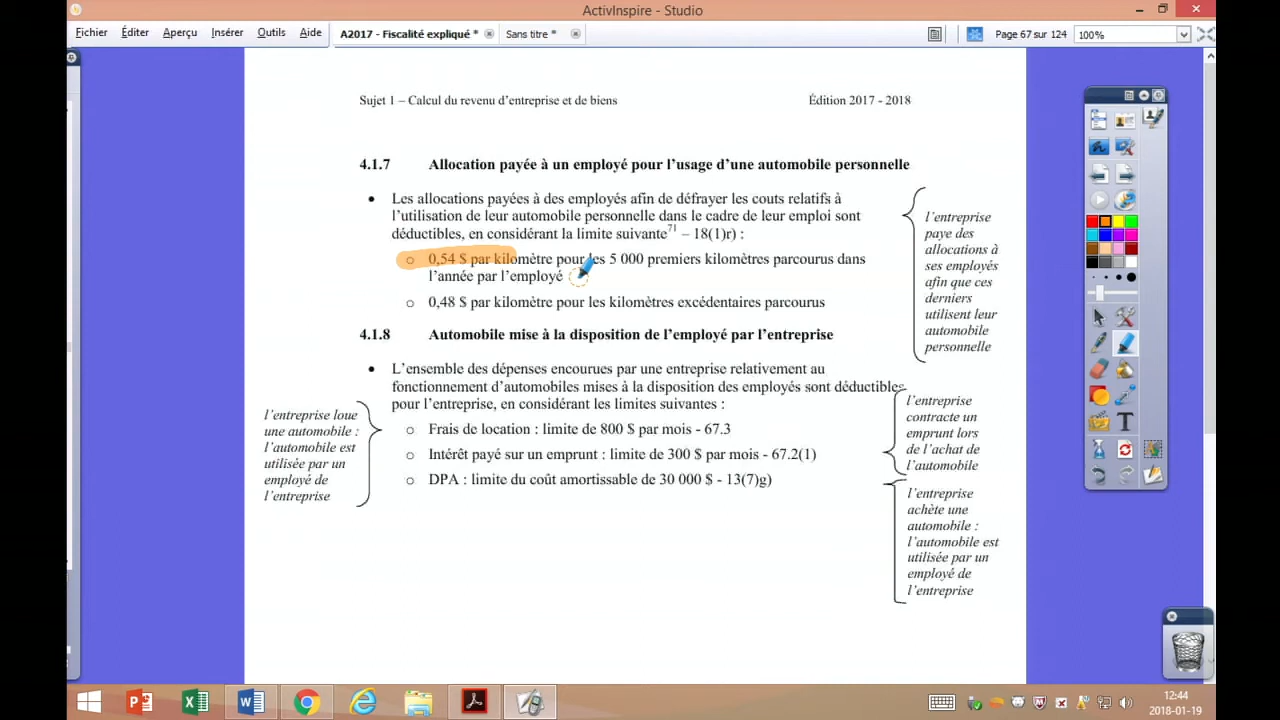 ActivInspire - Studio
Fichier Éditer Aperçu Insérer Outils Aide
A2017 - Fiscalité expliqué *
Sans titre *
Page 67 sur 124
100%
Sujet 1 – Calcul du revenu d'entreprise et de biens
Édition 2017 - 2018
4.1.7 Allocation payée à un employé pour l'usage d'une automobile personnelle
• Les allocations payées à des employés afin de défrayer les couts relatifs à
l'utilisation de leur automobile personnelle dans le cadre de leur emploi sont
déductibles, en considérant la limite suivante71 – 18(1)r) :
o 0,54 $ par kilomètre pour les 5 000 premiers kilomètres parcourus dans
l'année par l'employé
o 0,48 $ par kilomètre pour les kilomètres excédentaires parcourus
l'entreprise
paye des
allocations à
ses employés
afin que ces
derniers
utilisent leur
automobile
personnelle
4.1.8 Automobile mise à la disposition de l'employé par l'entreprise
• L'ensemble des dépenses encourues par une entreprise relativement au
fonctionnement d'automobiles mises à la disposition des employés sont déductibles
pour l'entreprise, en considérant les limites suivantes :
o Frais de location : limite de 800 $ par mois - 67.3
o Intérêt payé sur un emprunt : limite de 300 $ par mois - 67.2(1)
o DPA : limite du coût amortissable de 30 000 $ - 13(7)g)
l'entreprise loue
une automobile :
l'automobile est
utilisée par un
employé de
l'entreprise
l'entreprise
contracte un
emprunt lors
de l'achat de
l'automobile
l'entreprise
achète une
automobile :
l'automobile est
utilisée par un
employé de
l'entreprise
12:44
2018-01-19